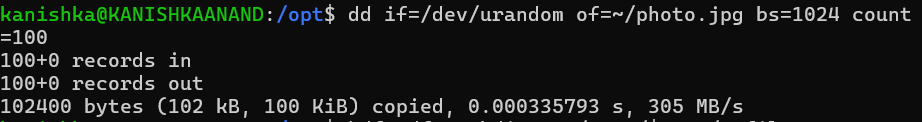 kanishka@KANISHKAANAND:/opt$ dd if=/dev/urandom of=~/photo.jpg bs=1024 count
=100
100+0 records in
100+0 records out
102400 bytes (102 kB, 100 KiB) copied, 0.000335793 s, 305 MB/s